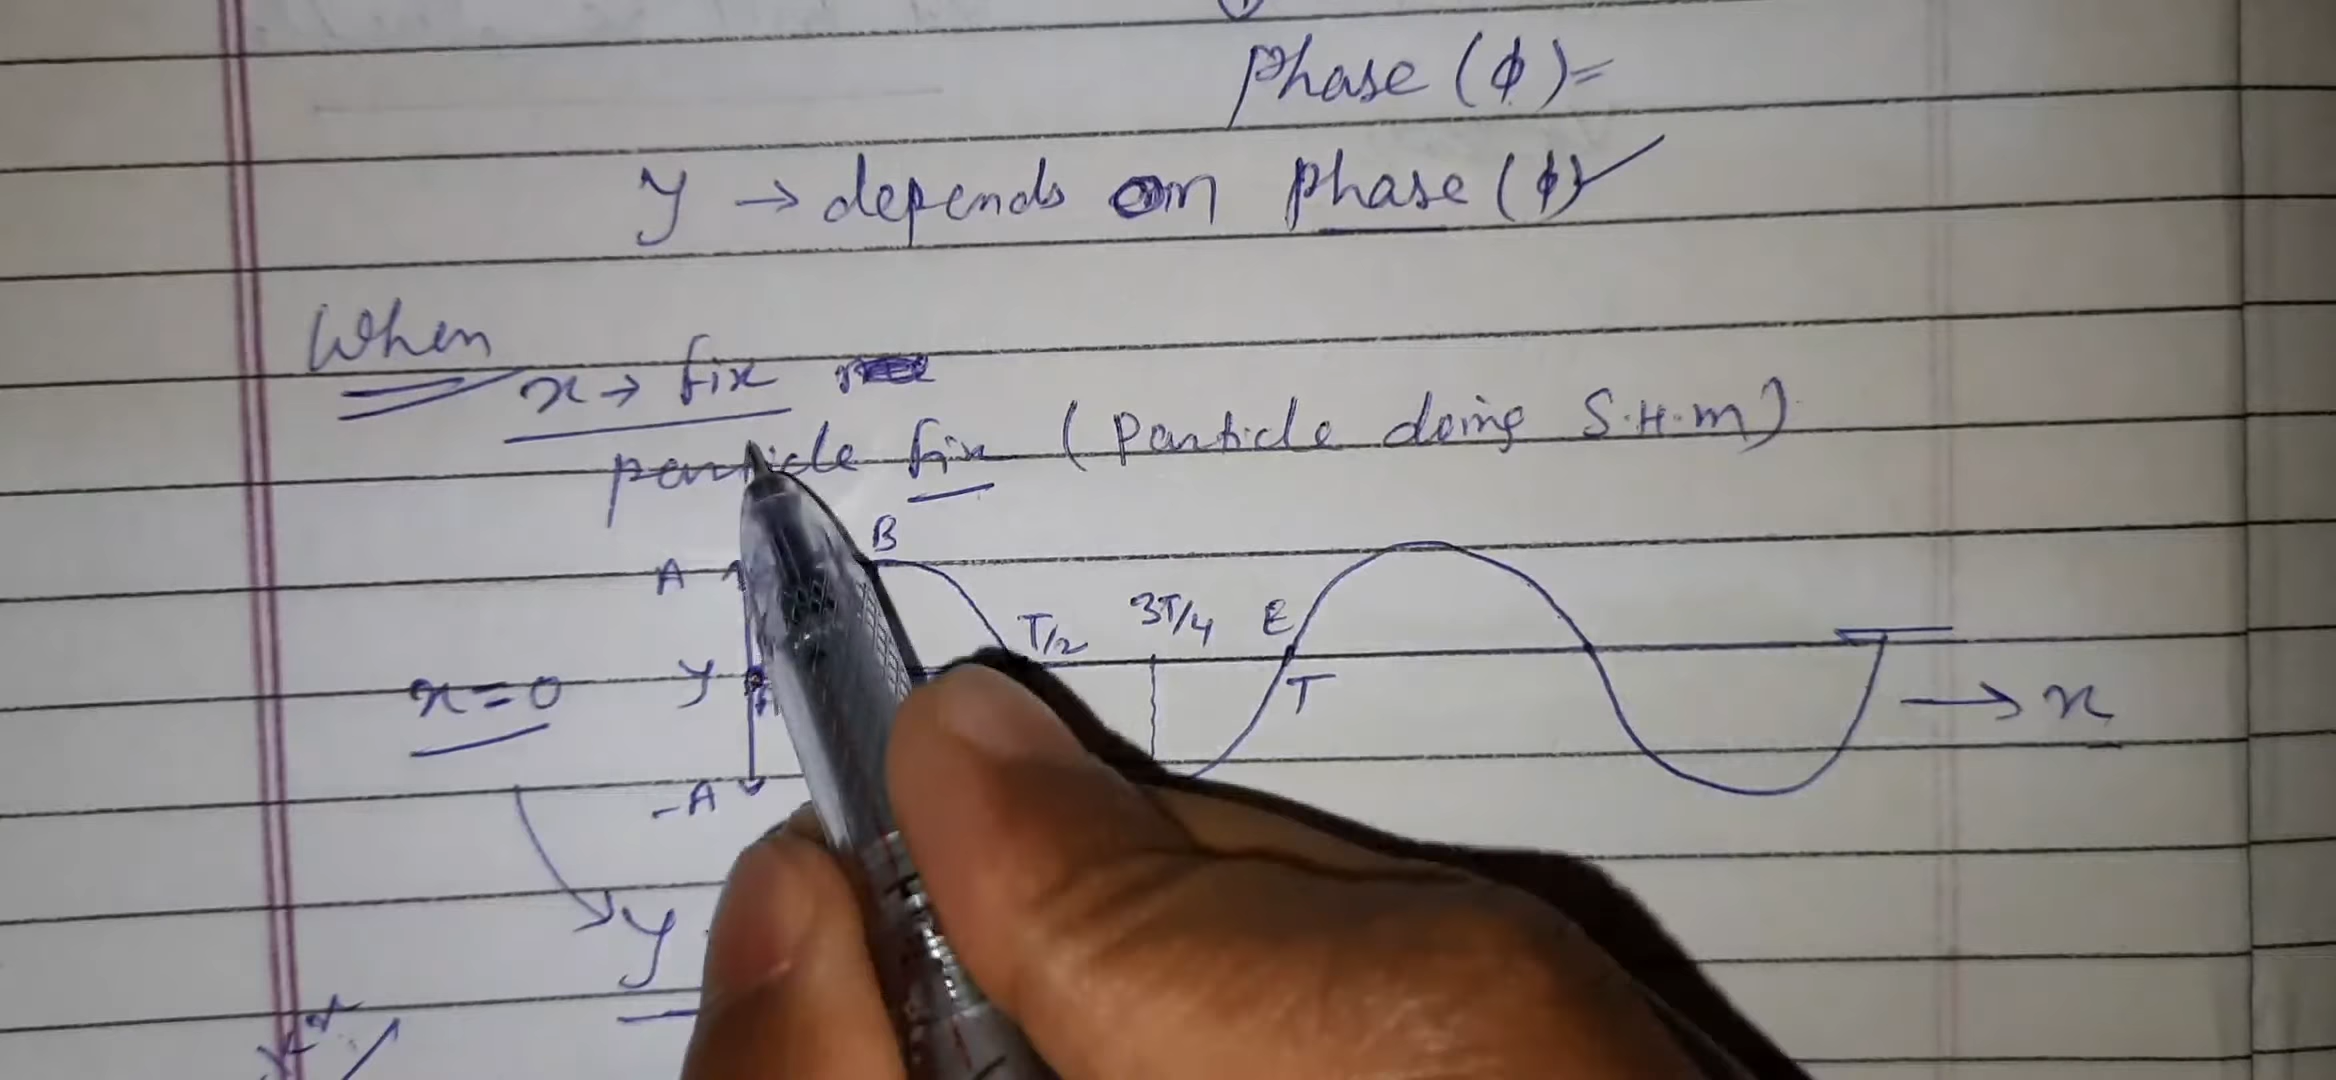 Phase (ϕ)=
y → depends on phase (ϕ) ✓
When
x → fix
particle fix (particle doing S.H.M)
B
A
T/2 3T/4 E
x=0 y T → x
-A
y